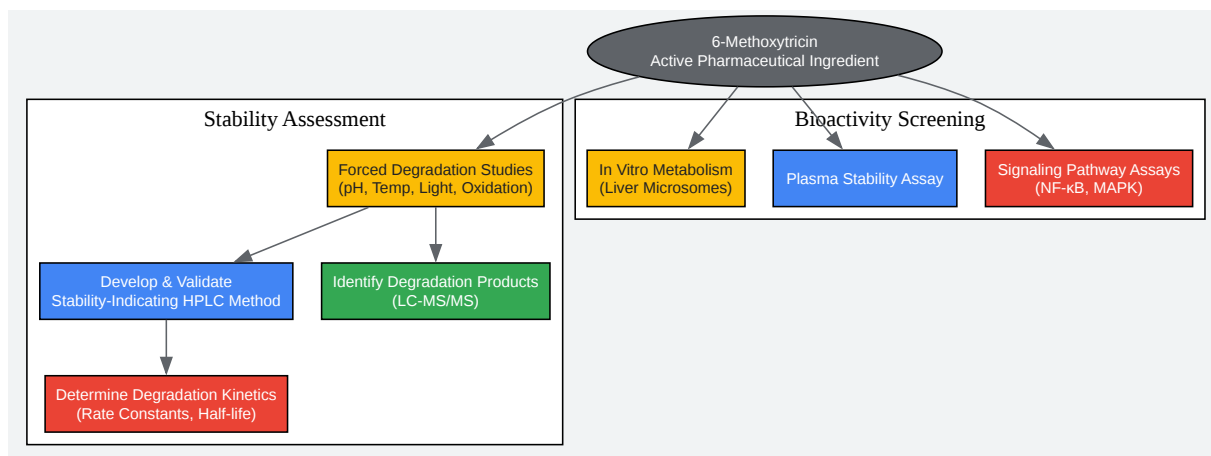 6-Methoxytricin
Active Pharmaceutical Ingredient
Stability Assessment
Bioactivity Screening
Forced Degradation Studies
(pH, Temp, Light, Oxidation)
In Vitro Metabolism
(Liver Microsomes)
Plasma Stability Assay
Signaling Pathway Assays
(NF-κB, MAPK)
Develop & Validate
Stability-Indicating HPLC Method
Identify Degradation Products
(LC-MS/MS)
Determine Degradation Kinetics
(Rate Constants, Half-life)